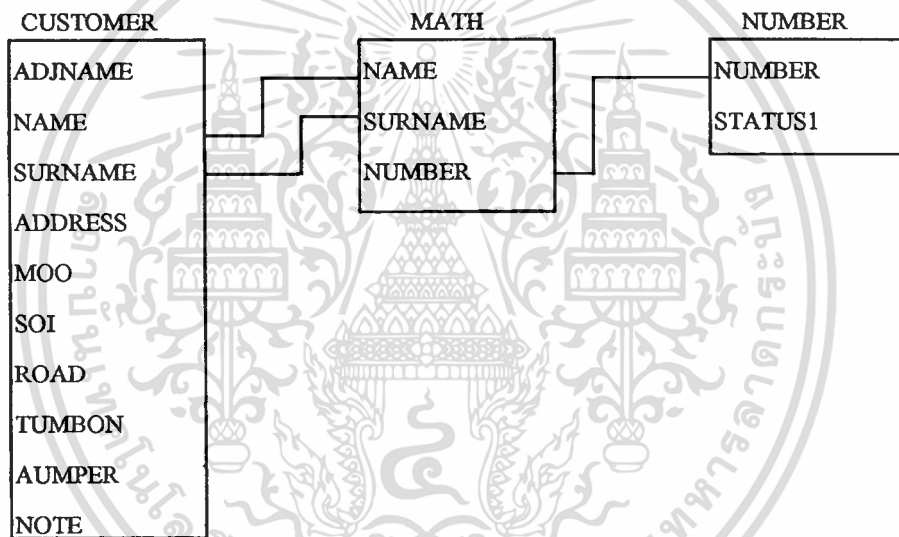 CUSTOMER
ADJNAME
NAME
SURNAME
ADDRESS
MOO
SOI
ROAD
TUMBON
AUMPER
NOTE
MATH
NAME
SURNAME
NUMBER
NUMBER
NUMBER
STATUS1